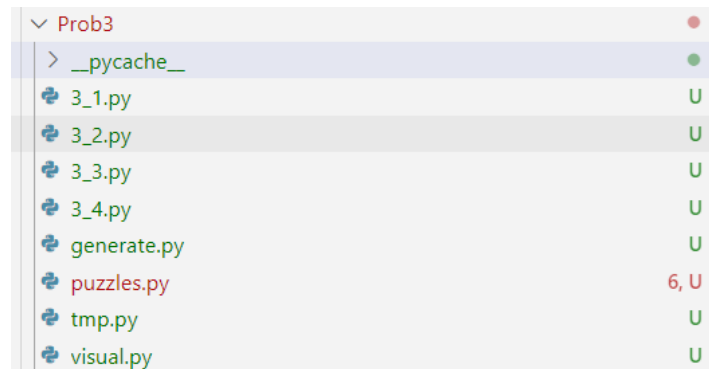 Prob3
__pycache__
3_1.py U
3_2.py U
3_3.py U
3_4.py U
generate.py U
puzzles.py 6, U
tmp.py U
visual.py U